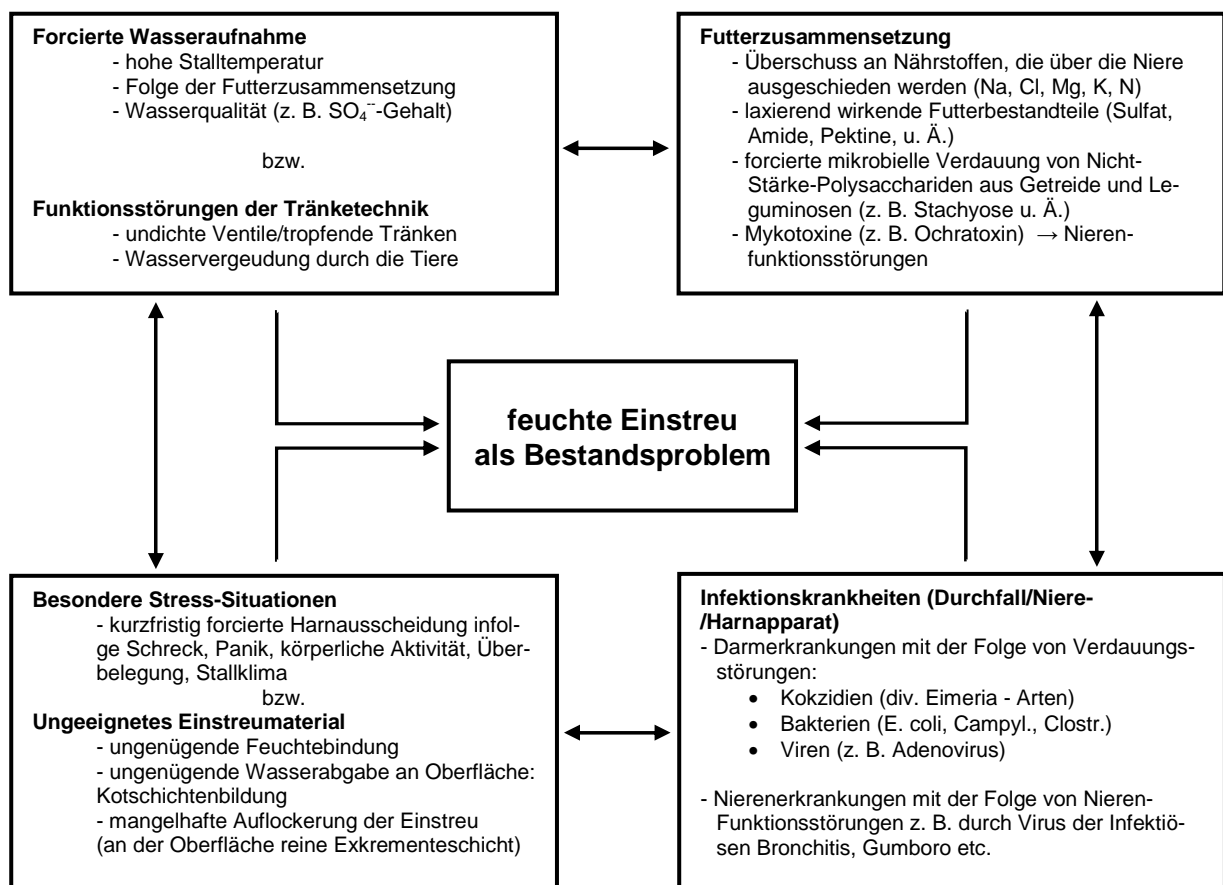 Forcierte Wasseraufnahme
- hohe Stalltemperatur
- Folge der Futterzusammensetzung
- Wasserqualität (z. B. SO₄⁻⁻-Gehalt)
bzw.
Funktionsstörungen der Tränketechnik
- undichte Ventile/tropfende Tränken
- Wasservergeudung durch die Tiere
Futterzusammensetzung
- Überschuss an Nährstoffen, die über die Niere
ausgeschieden werden (Na, Cl, Mg, K, N)
- laxierend wirkende Futterbestandteile (Sulfat,
Amide, Pektine, u. Ä.)
- forcierte mikrobielle Verdauung von Nicht-
Stärke-Polysacchariden aus Getreide und Le-
guminosen (z. B. Stachyose u. Ä.)
- Mykotoxine (z. B. Ochratoxin) → Nieren-
funktionsstörungen
feuchte Einstreu
als Bestandsproblem
Besondere Stress-Situationen
- kurzfristig forcierte Harnausscheidung infol-
ge Schreck, Panik, körperliche Aktivität, Über-
belegung, Stallklima
bzw.
Ungeeignetes Einstreumaterial
- ungenügende Feuchtebindung
- ungenügende Wasserabgabe an Oberfläche:
Kotschichtenbildung
- mangelhafte Auflockerung der Einstreu
(an der Oberfläche reine Exkrementeschicht)
Infektionskrankheiten (Durchfall/Niere-
/Harnapparat)
- Darmerkrankungen mit der Folge von Verdauungs-
störungen:
• Kokzidien (div. Eimeria - Arten)
• Bakterien (E. coli, Campyl., Clostr.)
• Viren (z. B. Adenovirus)
- Nierenerkrankungen mit der Folge von Nieren-
Funktionsstörungen z. B. durch Virus der Infektiö-
sen Bronchitis, Gumboro etc.